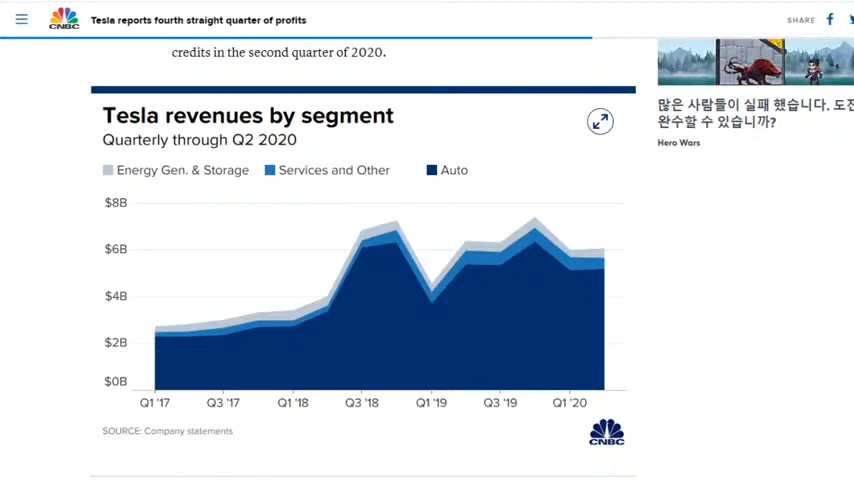 CNBC
Tesla reports fourth straight quarter of profits
SHARE
credits in the second quarter of 2020.
Tesla revenues by segment
Quarterly through Q2 2020
Energy Gen. & Storage
Services and Other
Auto
$8B
$6B
$4B
$2B
$0B
Q1 '17
Q3 '17
Q1 '18
Q3 '18
Q1 '19
Q3 '19
Q1 '20
SOURCE: Company statements
CNBC
많은 사람들이 실패 했습니다. 도전
완수할 수 있습니까?
Hero Wars